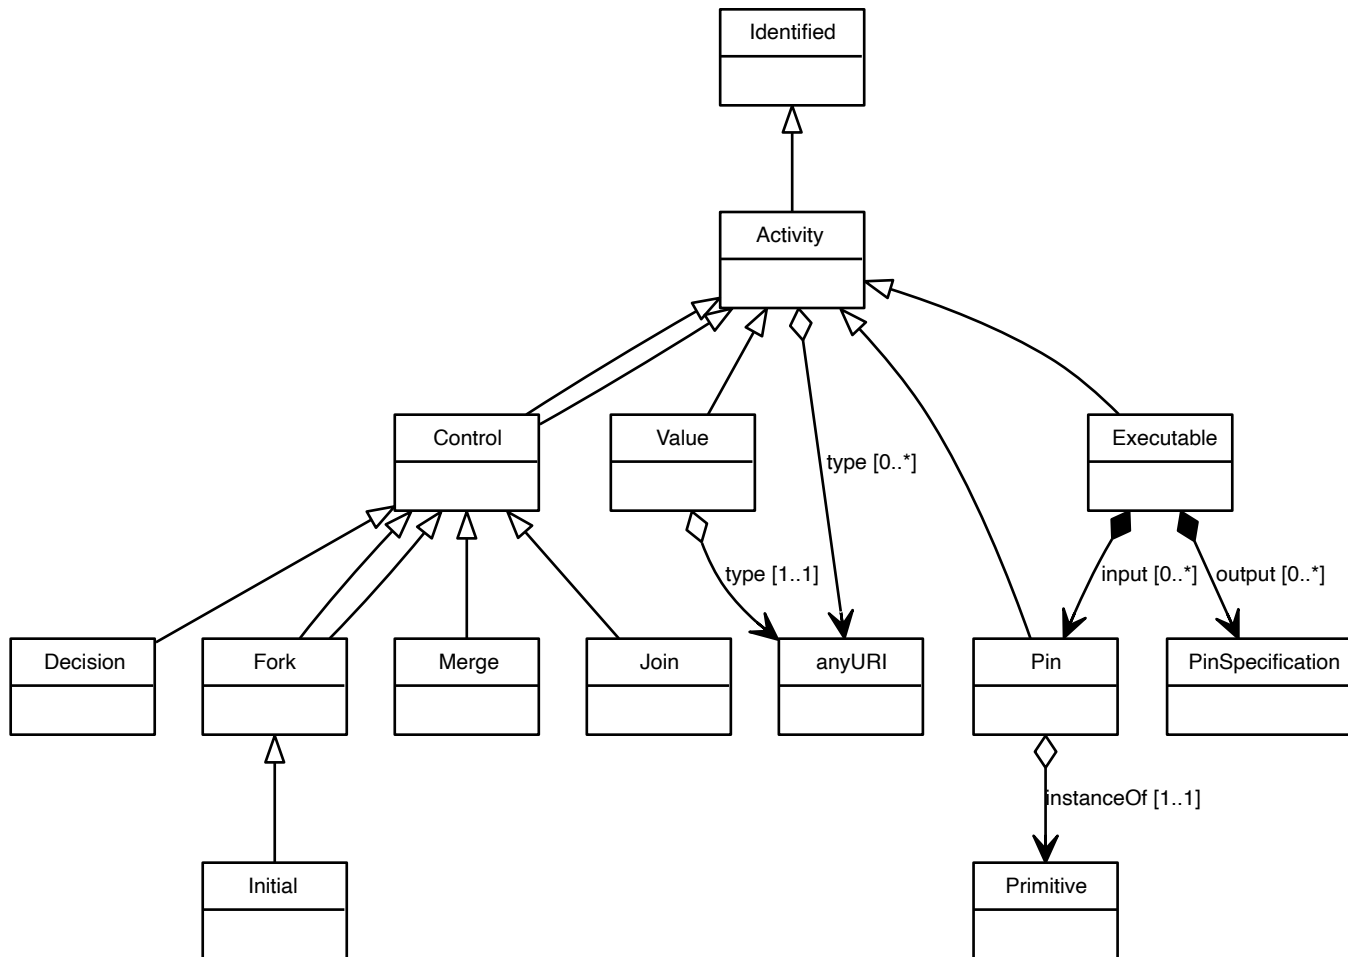 Identified
Activity
Control
Value
type [0..*]
Executable
type [1..1]
input [0..*]
output [0..*]
Decision
Fork
Merge
Join
anyURI
Pin
PinSpecification
instanceOf [1..1]
Initial
Primitive